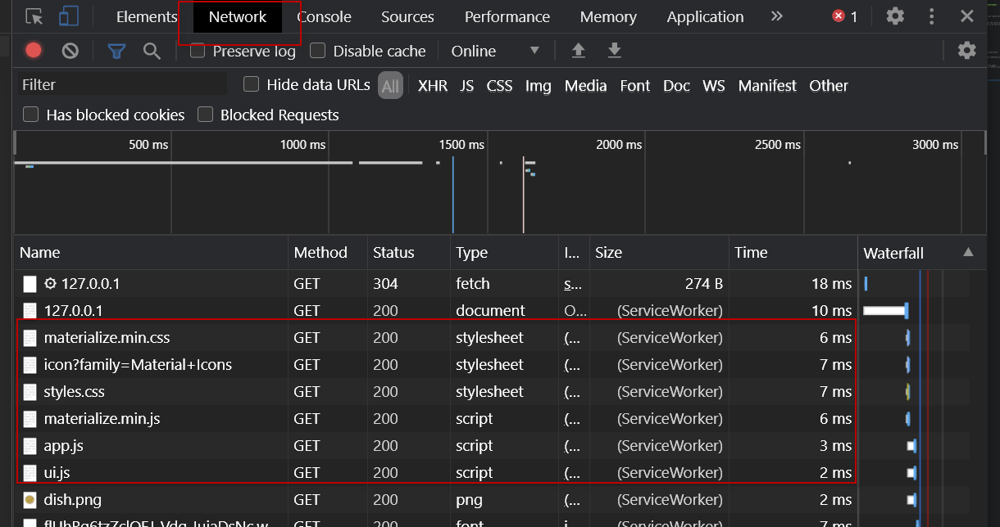 Elements Network Console Sources Performance Memory Application » 1
Preserve log Disable cache Online
Filter Hide data URLs All XHR JS CSS Img Media Font Doc WS Manifest Other
Has blocked cookies Blocked Requests
500 ms 1000 ms 1500 ms 2000 ms 2500 ms 3000 ms
Name Method Status Type I... Size Time Waterfall
127.0.0.1 GET 304 fetch s... 274 B 18 ms
127.0.0.1 GET 200 document O... (ServiceWorker) 10 ms
materialize.min.css GET 200 stylesheet (... (ServiceWorker) 6 ms
icon?family=Material+Icons GET 200 stylesheet (... (ServiceWorker) 7 ms
styles.css GET 200 stylesheet (... (ServiceWorker) 7 ms
materialize.min.js GET 200 script (... (ServiceWorker) 6 ms
app.js GET 200 script (... (ServiceWorker) 3 ms
ui.js GET 200 script (... (ServiceWorker) 2 ms
dish.png GET 200 png (... (ServiceWorker) 2 ms
GET 200 font (ServiceWorker) 7 ms